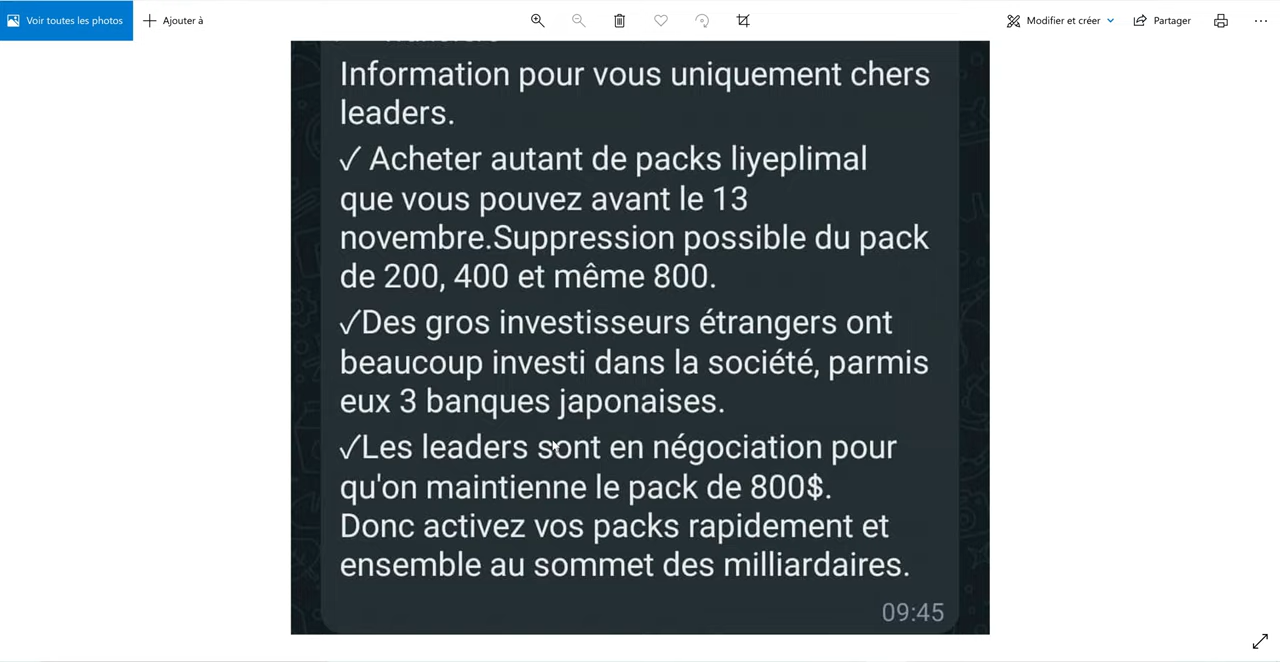 Voir toutes les photos
Ajouter à
Modifier et créer
Partager
Information pour vous uniquement chers
leaders.
✓ Acheter autant de packs liyeplimal
que vous pouvez avant le 13
novembre.Suppression possible du pack
de 200, 400 et même 800.
✓Des gros investisseurs étrangers ont
beaucoup investi dans la société, parmis
eux 3 banques japonaises.
✓Les leaders sont en négociation pour
qu'on maintienne le pack de 800$.
Donc activez vos packs rapidement et
ensemble au sommet des milliardaires.
09:45